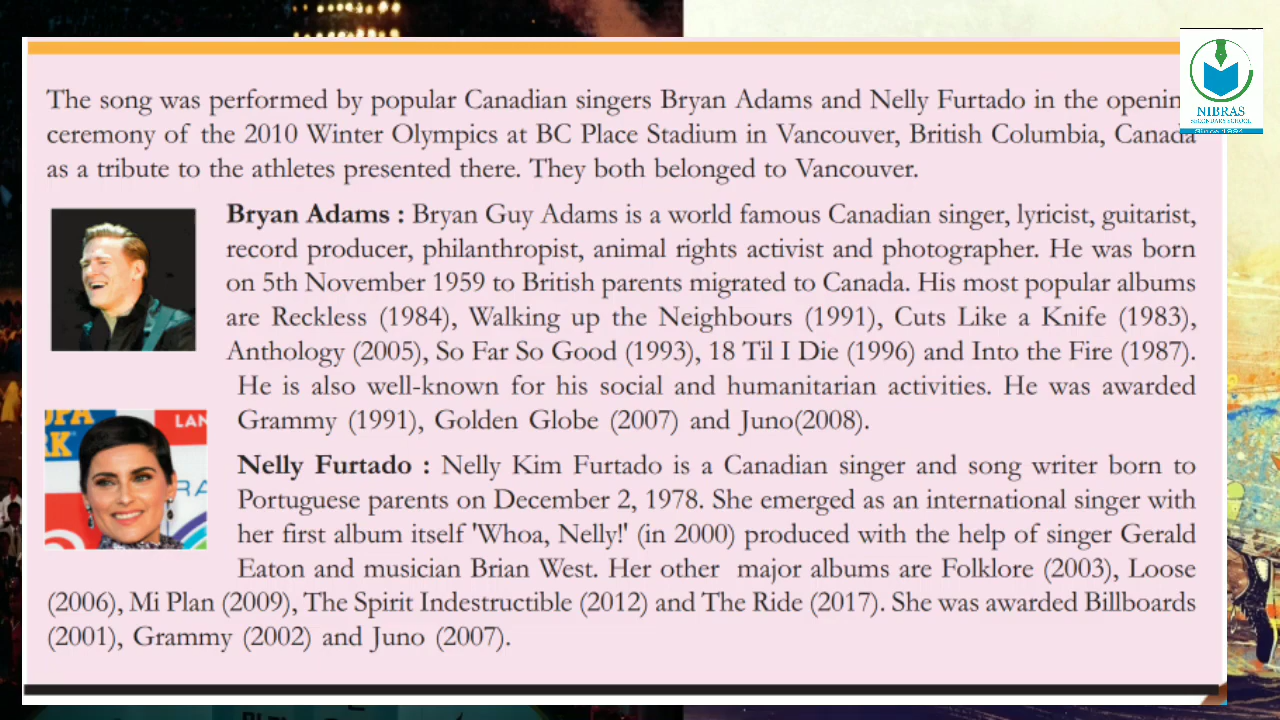 The song was performed by popular Canadian singers Bryan Adams and Nelly Furtado in the openin
ceremony of the 2010 Winter Olympics at BC Place Stadium in Vancouver, British Columbia, Canada
as a tribute to the athletes presented there. They both belonged to Vancouver.
Bryan Adams : Bryan Guy Adams is a world famous Canadian singer, lyricist, guitarist,
record producer, philanthropist, animal rights activist and photographer. He was born
on 5th November 1959 to British parents migrated to Canada. His most popular albums
are Reckless (1984), Walking up the Neighbours (1991), Cuts Like a Knife (1983),
Anthology (2005), So Far So Good (1993), 18 Til I Die (1996) and Into the Fire (1987).
He is also well-known for his social and humanitarian activities. He was awarded
Grammy (1991), Golden Globe (2007) and Juno(2008).
Nelly Furtado : Nelly Kim Furtado is a Canadian singer and song writer born to
Portuguese parents on December 2, 1978. She emerged as an international singer with
her first album itself 'Whoa, Nelly!' (in 2000) produced with the help of singer Gerald
Eaton and musician Brian West. Her other major albums are Folklore (2003), Loose
(2006), Mi Plan (2009), The Spirit Indestructible (2012) and The Ride (2017). She was awarded Billboards
(2001), Grammy (2002) and Juno (2007).
NIBRAS
SECONDARY SCHOOL
Since 1994
LAN